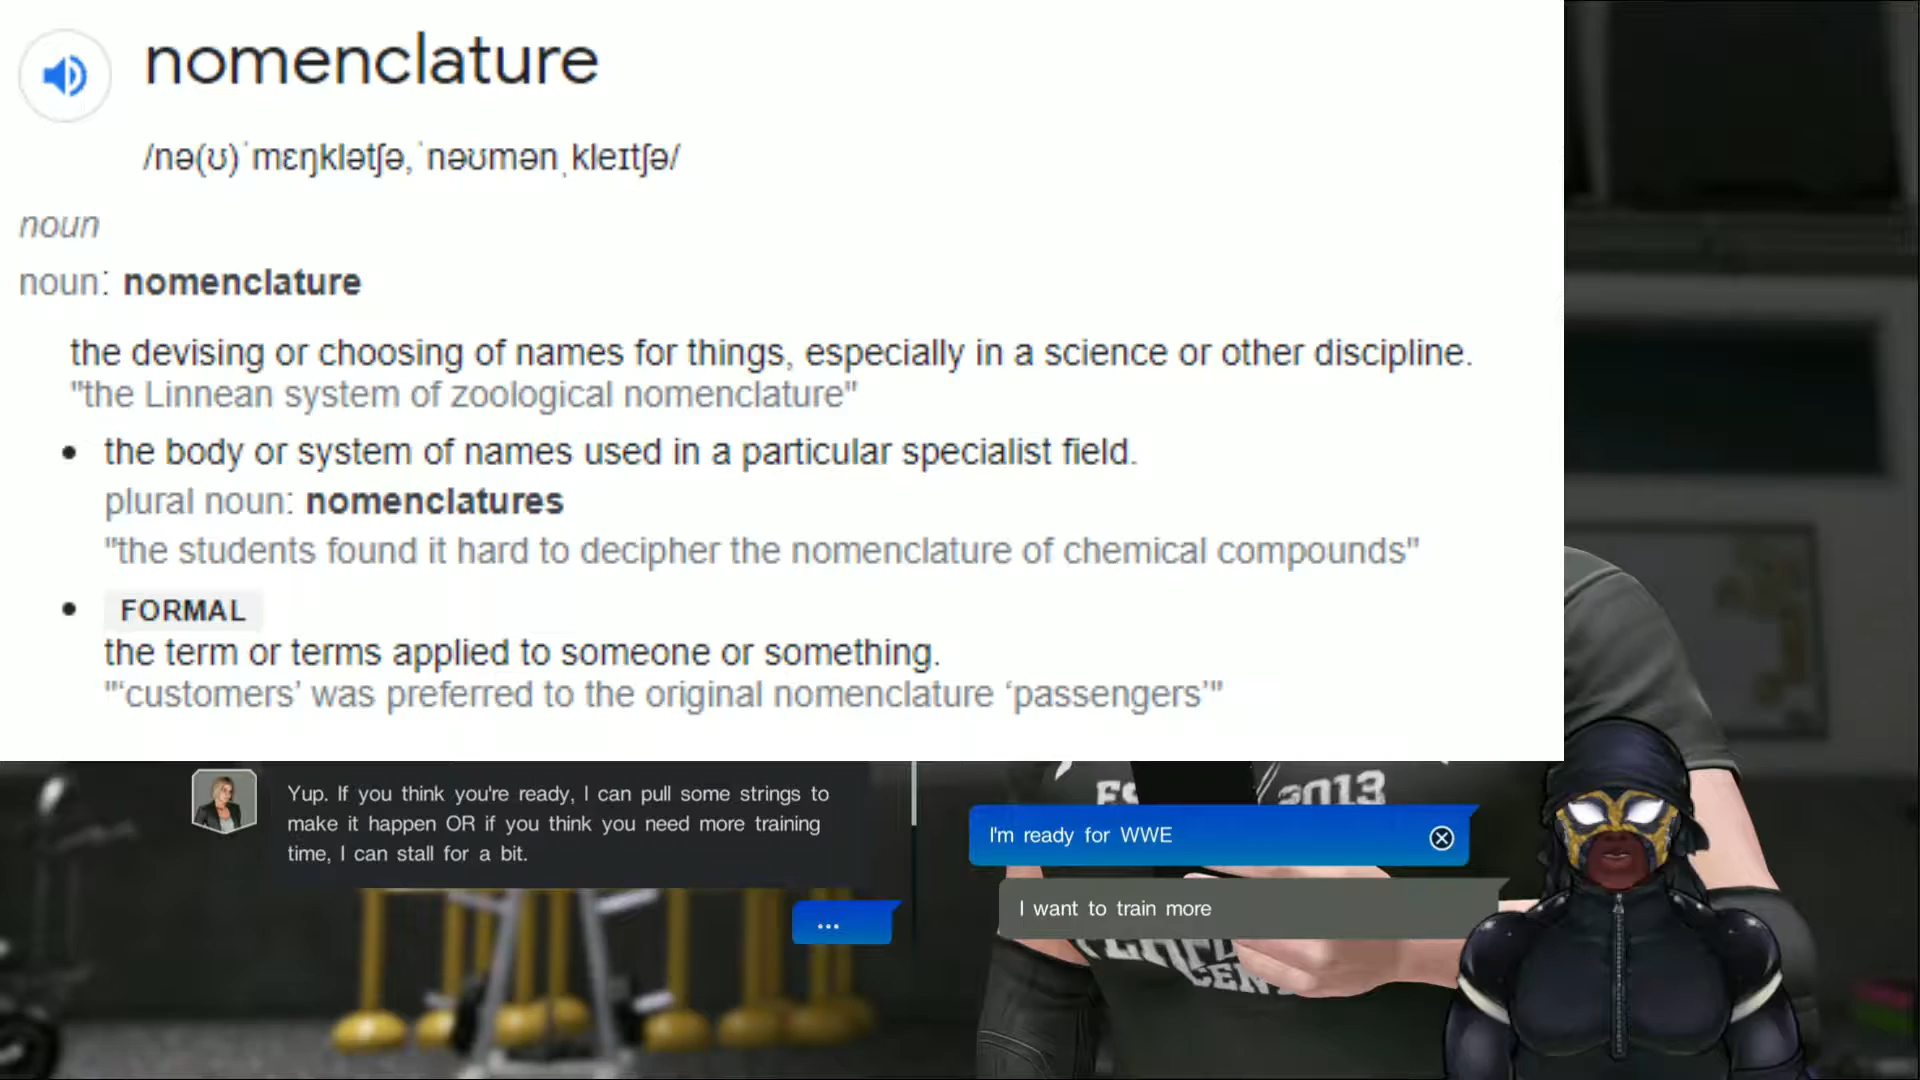 nomenclature
/nə(ʊ)ˈmɛŋklətʃə,ˈnəʊmənˌkleɪtʃə/
noun
noun: nomenclature
the devising or choosing of names for things, especially in a science or other discipline.
"the Linnean system of zoological nomenclature"
• the body or system of names used in a particular specialist field.
plural noun: nomenclatures
"the students found it hard to decipher the nomenclature of chemical compounds"
• FORMAL
the term or terms applied to someone or something.
"‘customers’ was preferred to the original nomenclature ‘passengers’"
Yup. If you think you're ready, I can pull some strings to
make it happen OR if you think you need more training
time, I can stall for a bit.
...
2013
I'm ready for WWE
I want to train more